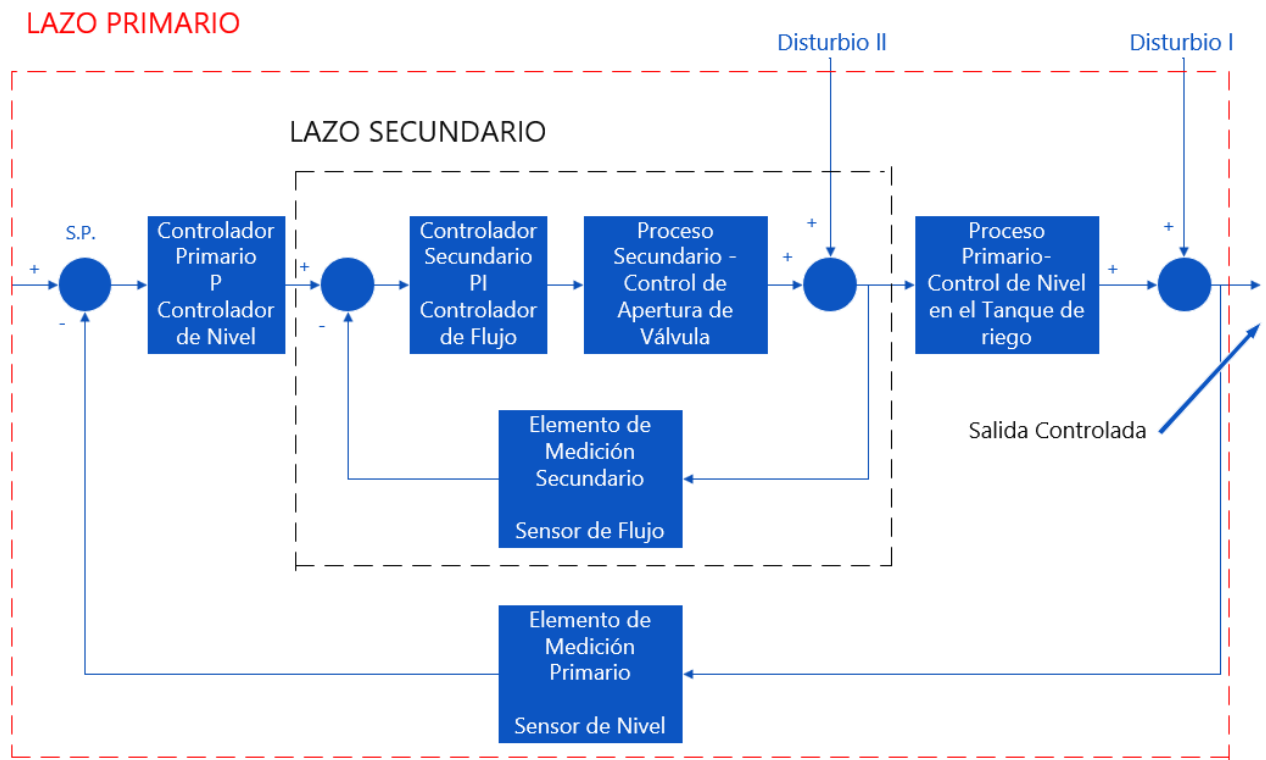 LAZO PRIMARIO
Disturbio II
Disturbio I
LAZO SECUNDARIO
S.P.
+
-
Controlador
Primario
P
Controlador
de Nivel
+
-
Controlador
Secundario
PI
Controlador
de Flujo
Proceso
Secundario -
Control de
Apertura de
Válvula
+
+
Proceso
Primario-
Control de Nivel
en el Tanque de
riego
+
+
Salida Controlada
Elemento de
Medición
Secundario
Sensor de Flujo
Elemento de
Medición
Primario
Sensor de Nivel